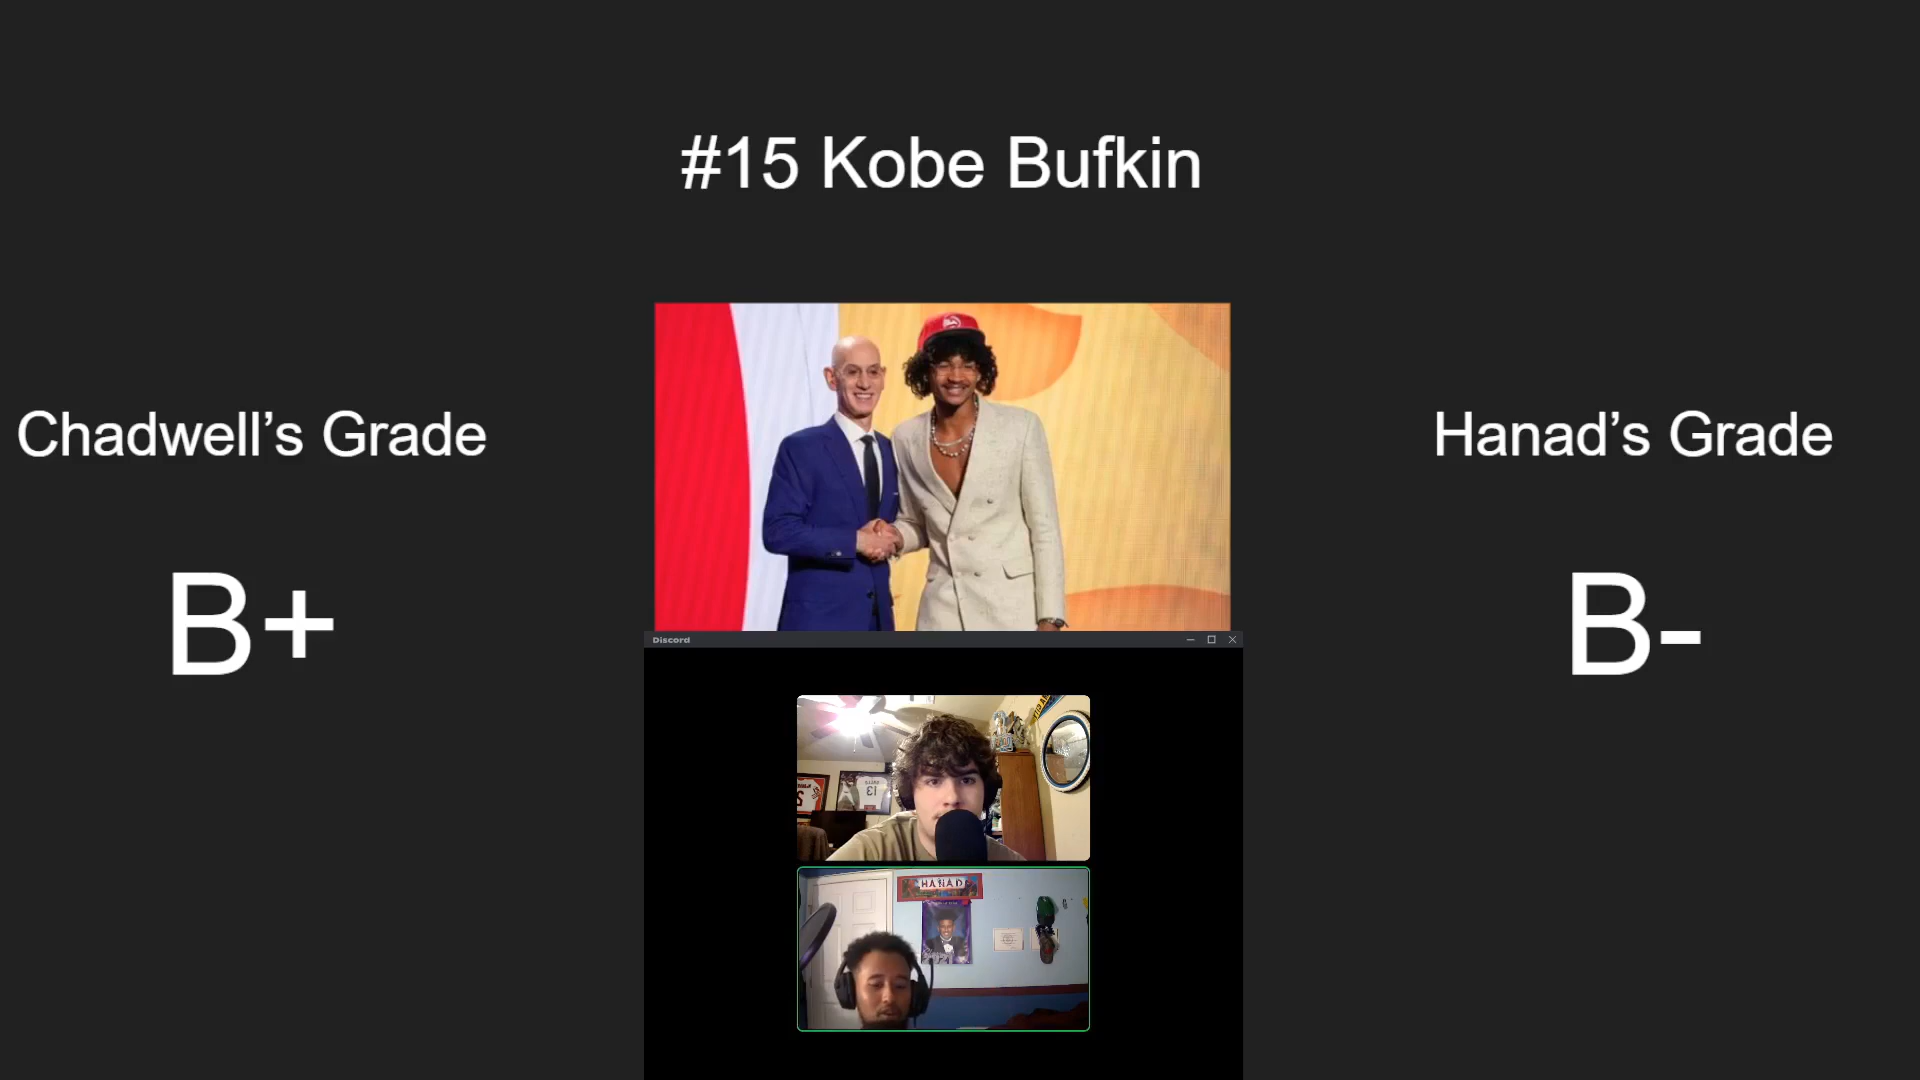 #15 Kobe Bufkin
Chadwell’s Grade
Hanad’s Grade
B+
B-
Discord
HANAD